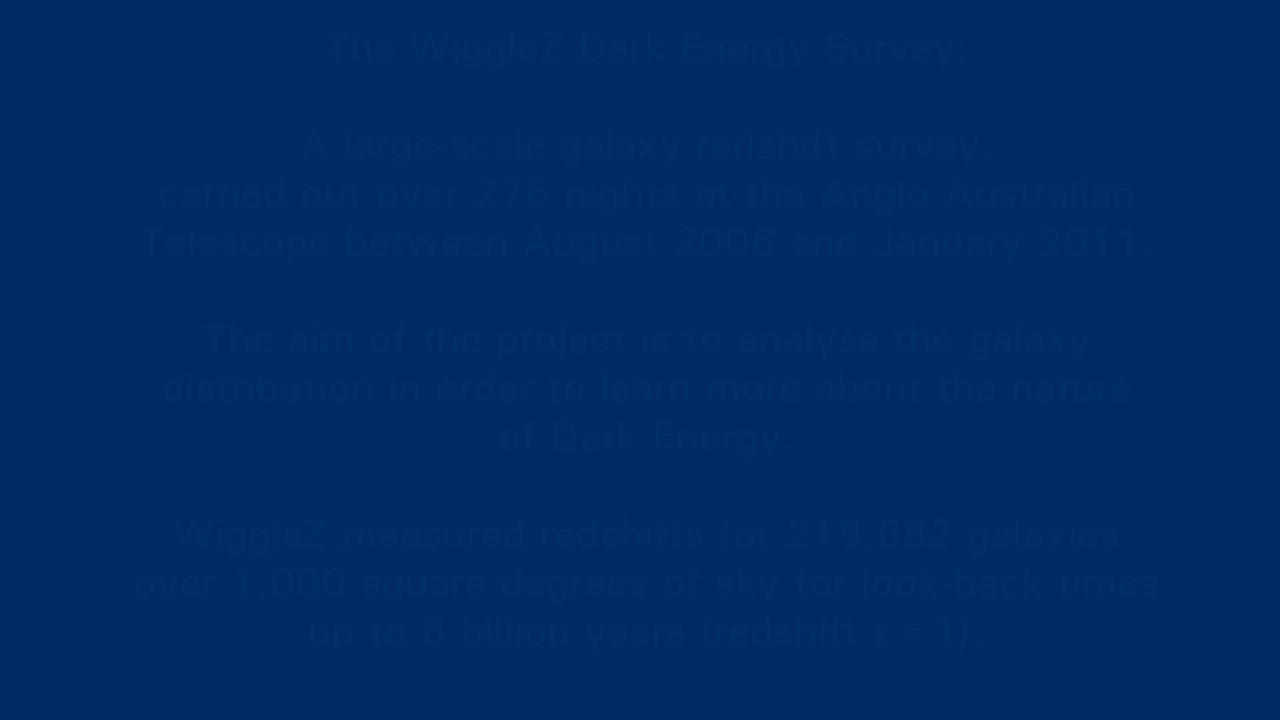 The WiggleZ Dark Energy Survey:
A large-scale galaxy redshift survey,
carried out over 276 nights at the Anglo Australian
Telescope between August 2006 and January 2011.
The aim of the project is to analyse the galaxy
distribution in order to learn more about the nature
of Dark Energy.
WiggleZ measured redshifts for galaxies
over 1,000 square degrees of sky for look-back times
up to 8 billion years (redshift z = 1).